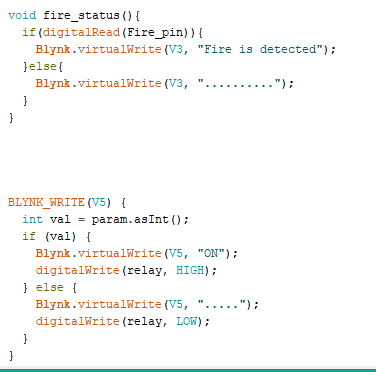 void fire_status(){
if(digitalRead(Fire_pin)){
Blynk.virtualWrite(V3, "Fire is detected");
}else{
Blynk.virtualWrite(V3, "..........");
}
}
BLYNK_WRITE(V5) {
int val = param.asInt();
if (val) {
Blynk.virtualWrite(V5, "ON");
digitalWrite(relay, HIGH);
} else {
Blynk.virtualWrite(V5, ".....");
digitalWrite(relay, LOW);
}
}